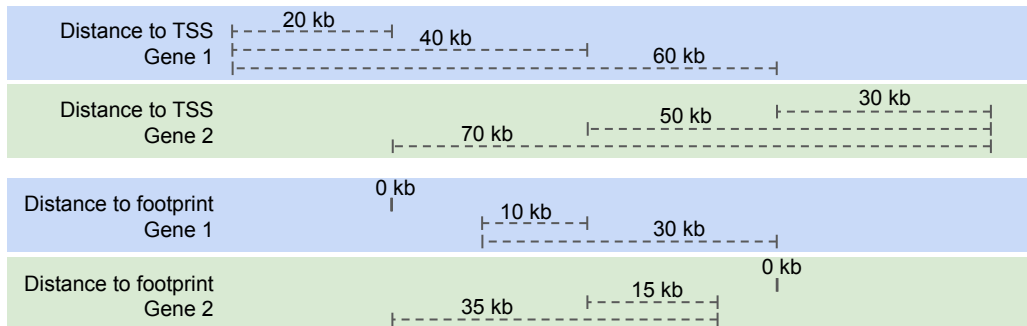 20 kb
Distance to TSS
40 kb
Gene 1
60 kb
30 kb
Distance to TSS
50 kb
Gene 2
70 kb
0 kb
Distance to footprint
10 kb
Gene 1
30 kb
0 kb
Distance to footprint
15 kb
Gene 2
35 kb